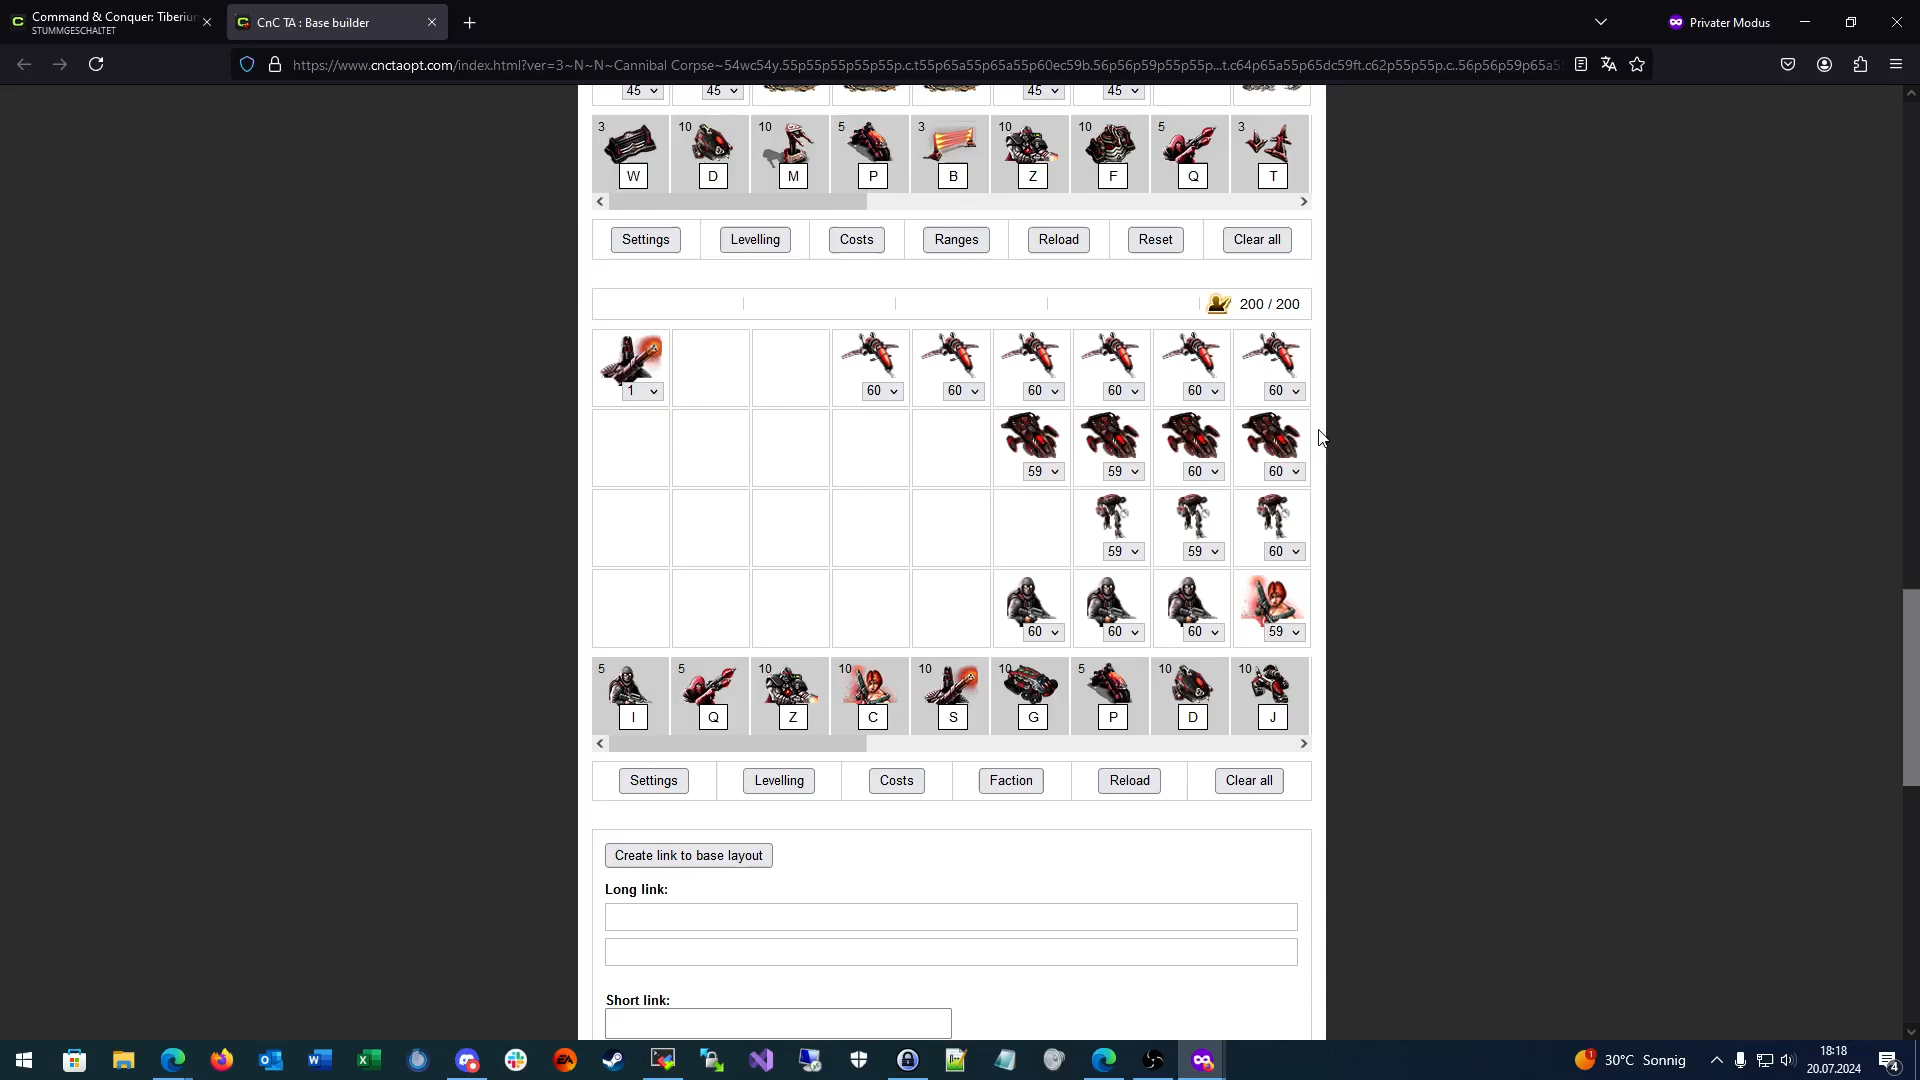 Command & Conquer: Tiberiun
STUMMGESCHALTET
CnC TA : Base builder
Privater Modus
https://www.cnctaopt.com/index.html?ver=3~N~N~Cannibal Corpse~54wc54y.55p55p55p55p55p.c.t55p65a55p65a55p60ec59b.56p56p59p55p55p...t.c64p65a55p65dc59ft.c62p55p55p.c..56p56p59p65a5
45 45 45 45
3 10 10 5 3 10 10 5 3
W D M P B Z F Q T
Settings Levelling Costs Ranges Reload Reset Clear all
200 / 200
1 60 60 60 60 60 60
59 59 60 60
59 59 60
60 60 60 59
5 5 10 10 10 10 5 10 10
I Q Z C S G P D J
Settings Levelling Costs Faction Reload Clear all
Create link to base layout
Long link:
Short link:
30°C Sonnig
18:18
20.07.2024